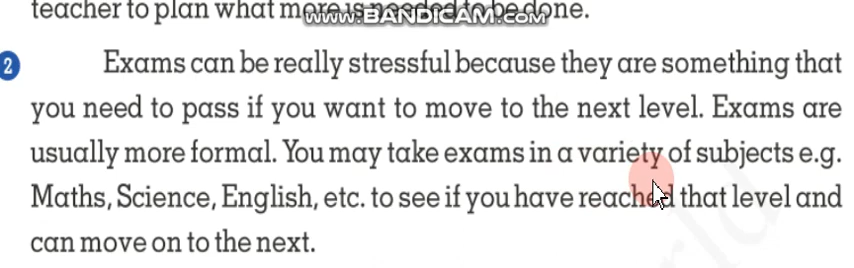 teacher to plan what more is needed to be done.
www.BANDICAM.com
2 Exams can be really stressful because they are something that
you need to pass if you want to move to the next level. Exams are
usually more formal. You may take exams in a variety of subjects e.g.
Maths, Science, English, etc. to see if you have reached that level and
can move on to the next.